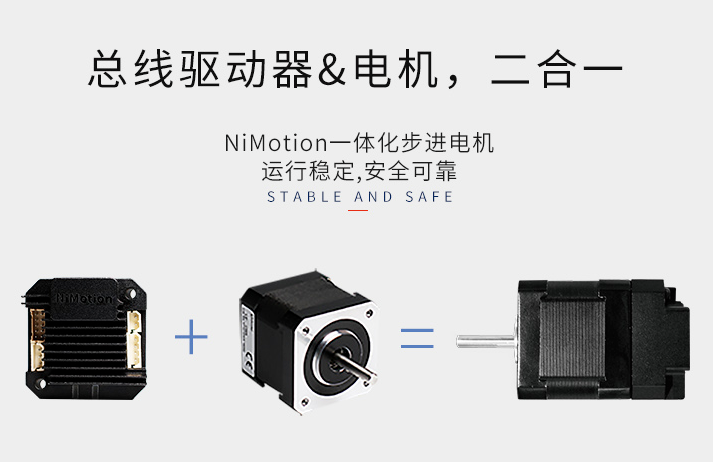 总线驱动器&电机，二合一
NiMotion一体化步进电机
运行稳定,安全可靠
STABLE AND SAFE
NiMotion